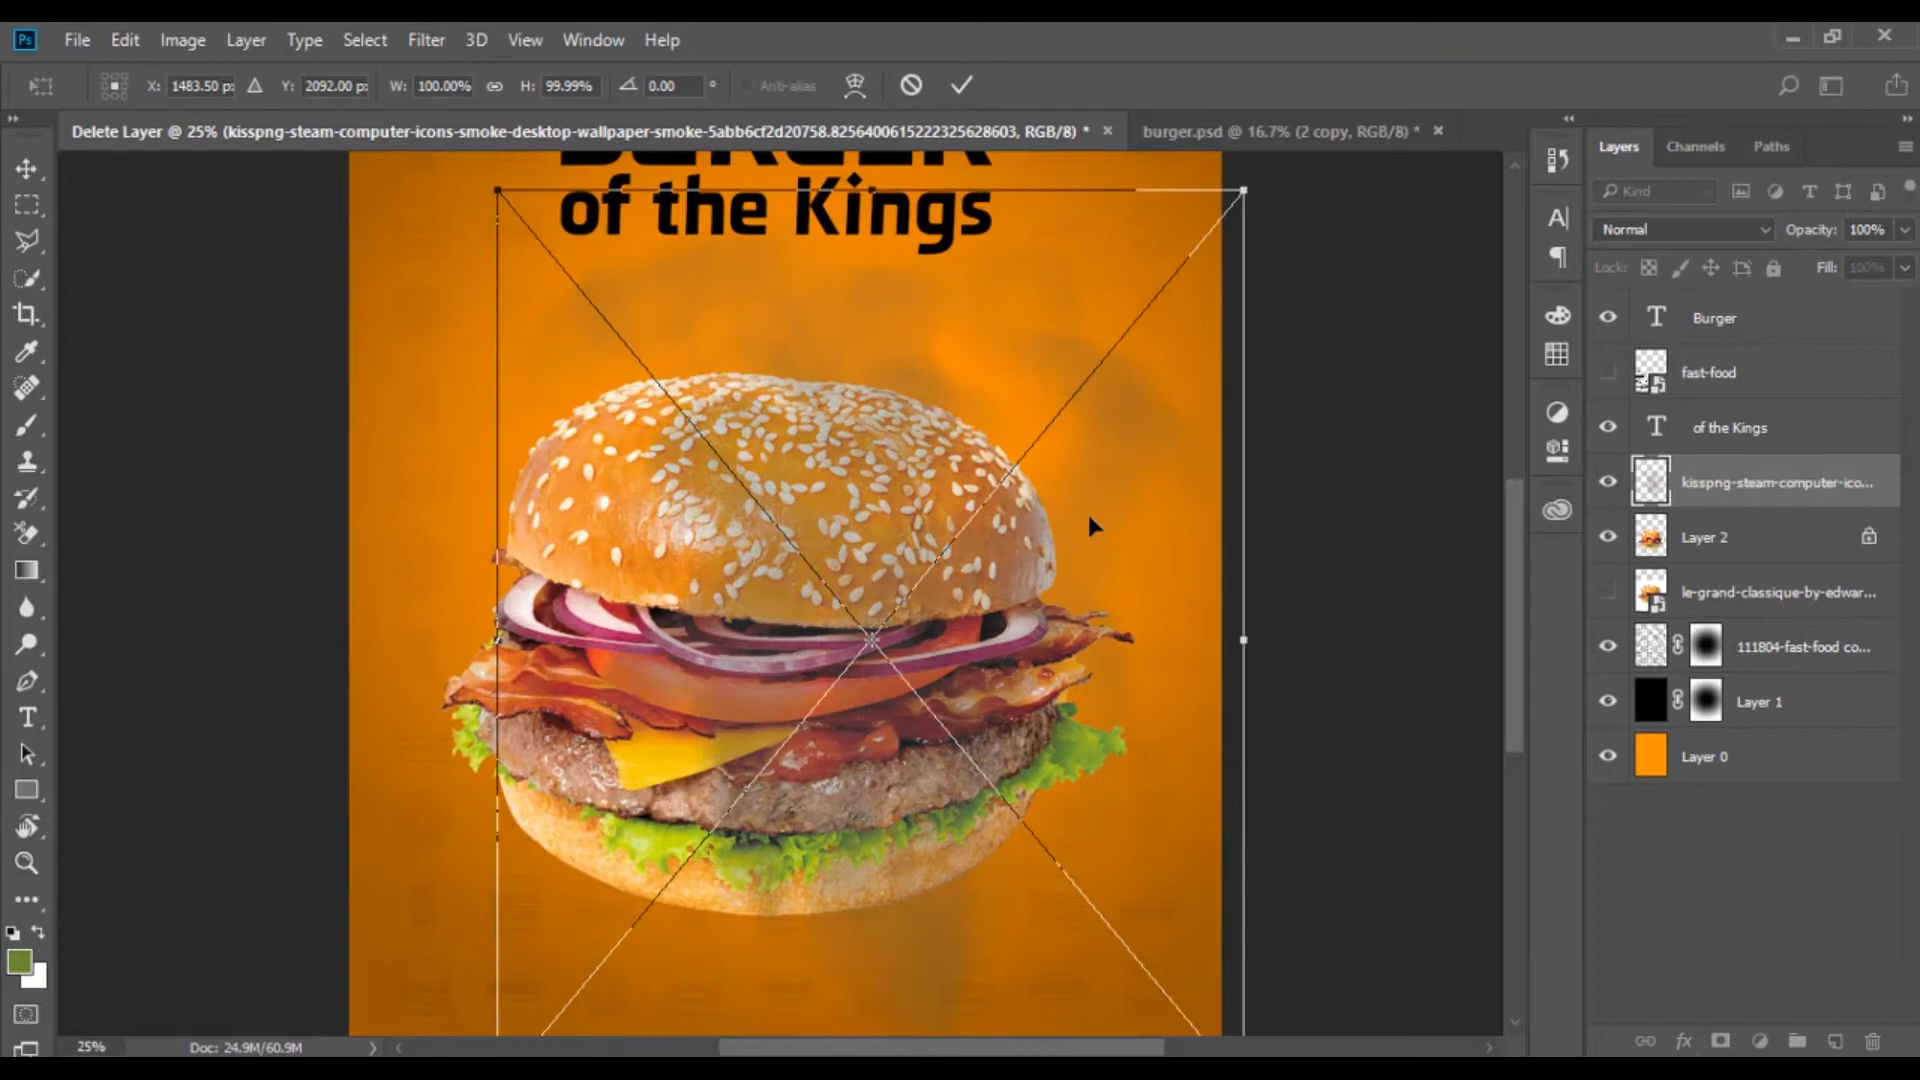 Ps File Edit Image Layer Type Select Filter 3D View Window Help
X: 1483.50 p: Y: 2092.00 p: W: 100.00% H: 99.99% 0.00 ° Anti-alias
Delete Layer @ 25% (kisspng-steam-computer-icons-smoke-desktop-wallpaper-smoke-5abb6cf2d20758.8256400615222325628603, RGB/8) *
burger.psd @ 16.7% (2 copy, RGB/8) *
Layers Channels Paths
Kind
Normal Opacity: 100%
Lock: Fill: 100%
BURGER
of the Kings
Burger
fast-food
of the Kings
kisspng-steam-computer-ico...
Layer 2
le-grand-classique-by-edwar...
111804-fast-food co...
Layer 1
Layer 0
25% Doc: 24.9M/60.9M